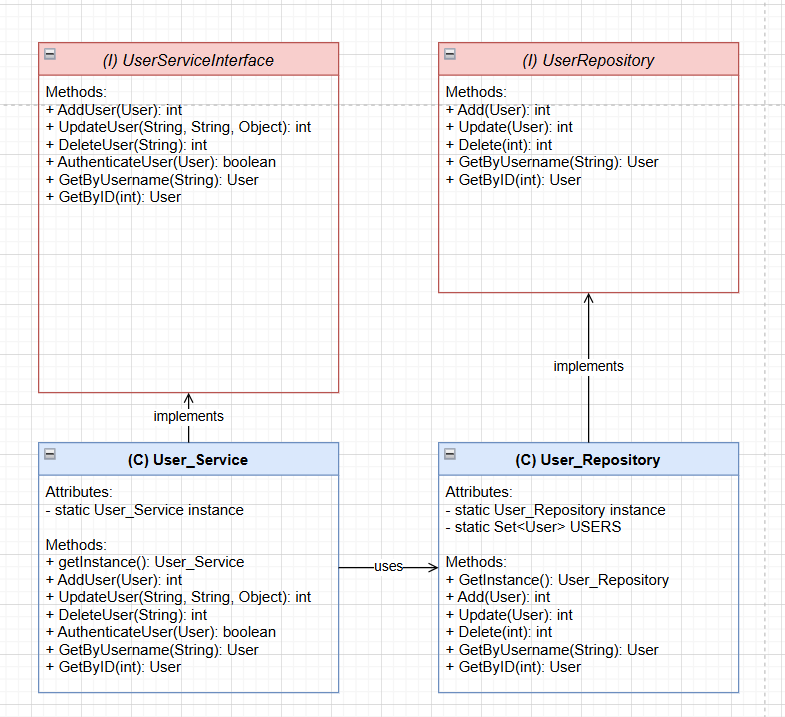 (I) UserServiceInterface
Methods:
+ AddUser(User): int
+ UpdateUser(String, String, Object): int
+ DeleteUser(String): int
+ AuthenticateUser(User): boolean
+ GetByUsername(String): User
+ GetByID(int): User
(I) UserRepository
Methods:
+ Add(User): int
+ Update(User): int
+ Delete(int): int
+ GetByUsername(String): User
+ GetByID(int): User
implements
implements
(C) User_Service
Attributes:
- static User_Service instance
Methods:
+ getInstance(): User_Service
+ AddUser(User): int
+ UpdateUser(String, String, Object): int
+ DeleteUser(String): int
+ AuthenticateUser(User): boolean
+ GetByUsername(String): User
+ GetByID(int): User
uses
(C) User_Repository
Attributes:
- static User_Repository instance
- static Set<User> USERS
Methods:
+ GetInstance(): User_Repository
+ Add(User): int
+ Update(User): int
+ Delete(int): int
+ GetByUsername(String): User
+ GetByID(int): User